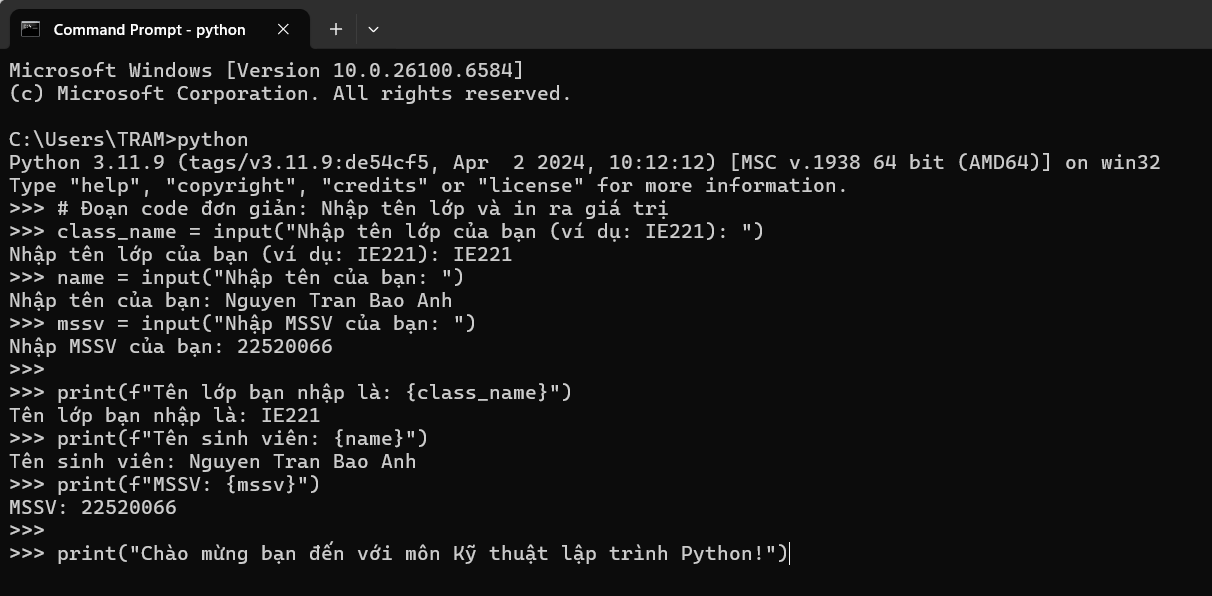 Command Prompt - python
Microsoft Windows [Version 10.0.26100.6584]
(c) Microsoft Corporation. All rights reserved.
C:\Users\TRAM>python
Python 3.11.9 (tags/v3.11.9:de54cf5, Apr  2 2024, 10:12:12) [MSC v.1938 64 bit (AMD64)] on win32
Type "help", "copyright", "credits" or "license" for more information.
>>> # Đoạn code đơn giản: Nhập tên lớp và in ra giá trị
>>> class_name = input("Nhập tên lớp của bạn (ví dụ: IE221): ")
Nhập tên lớp của bạn (ví dụ: IE221): IE221
>>> name = input("Nhập tên của bạn: ")
Nhập tên của bạn: Nguyen Tran Bao Anh
>>> mssv = input("Nhập MSSV của bạn: ")
Nhập MSSV của bạn: 22520066
>>>
>>> print(f"Tên lớp bạn nhập là: {class_name}")
Tên lớp bạn nhập là: IE221
>>> print(f"Tên sinh viên: {name}")
Tên sinh viên: Nguyen Tran Bao Anh
>>> print(f"MSSV: {mssv}")
MSSV: 22520066
>>>
>>> print("Chào mừng bạn đến với môn Kỹ thuật lập trình Python!")